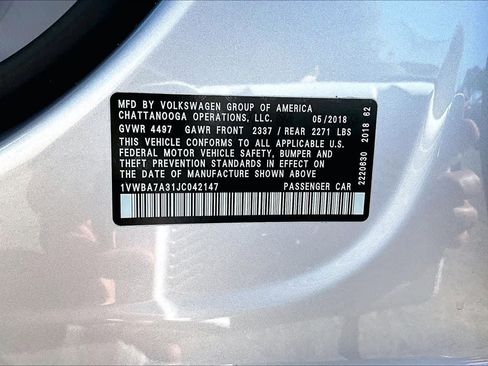 MFD BY VOLKSWAGEN GROUP OF AMERICA
CHATTANOOGA OPERATIONS, LLC. 05/2018
GVWR 4497 GAWR FRONT 2337 / REAR 2271 LBS
THIS VEHICLE CONFORMS TO ALL APPLICABLE U.S.
FEDERAL MOTOR VEHICLE SAFETY, BUMPER AND
THEFT PREVENTION STANDARDS IN EFFECT ON
THE DATE OF MANUFACTURE SHOWN ABOVE
1VWBA7A31JC042147 PASSENGER CAR
2220630 2018 62